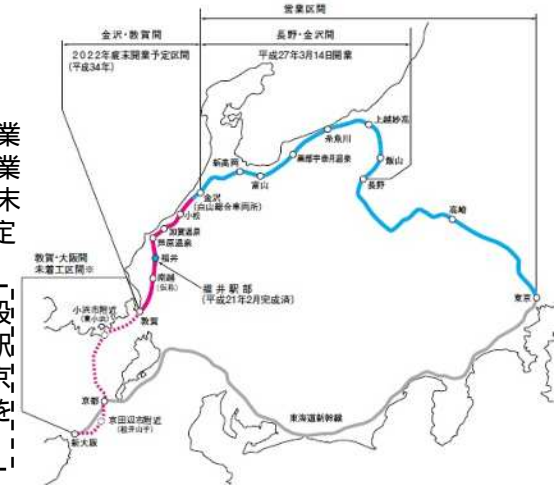 営業区間
金沢・敦賀間
長野・金沢間
2022年度末開業予定区間
(平成34年)
平成27年3月14日開業
業
業
末
定
上越妙高
糸魚川
飯山
黒部宇奈月温泉
新高岡
富山
長野
金沢
(白山総合車両所)
高崎
小松
加賀温泉
芦原温泉
福井
敦賀・大阪間
未着工区間※
南越
(仮称)
福井駅部
(平成21年2月完成済)
東京
敦賀
小浜市附近
(東小浜)
設
駅
京
を
京都
京田辺市附近
(松井山手)
新大阪
東海道新幹線